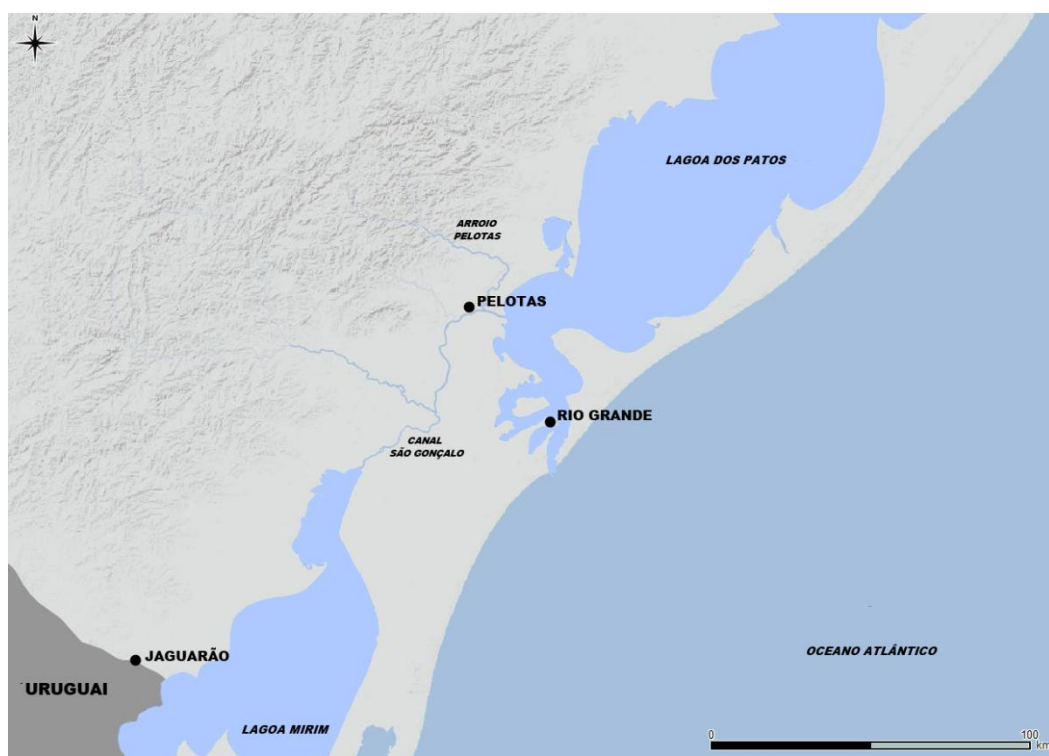 N
LAGOA DOS PATOS
ARROIO
PELOTAS
PELOTAS
RIO GRANDE
CANAL
SÃO GONÇALO
JAGUARÃO
OCEANO ATLÂNTICO
URUGUAI
LAGOA MIRIM
0 100
km